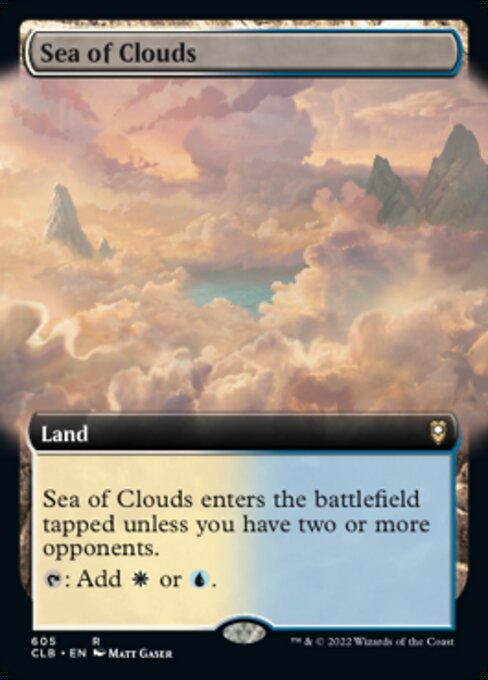 Sea of Clouds
Land
Sea of Clouds enters the battlefield
tapped unless you have two or more
opponents.
: Add or .
605 R
CLB • EN Matt Gaser
™ & © 2022 Wizards of the Coast